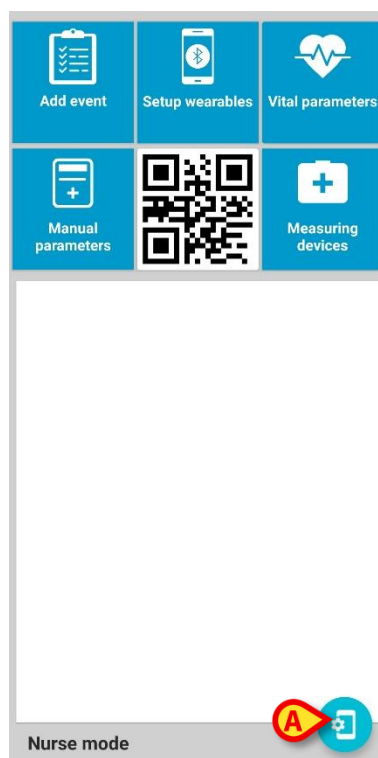 Add event
Setup wearables
Vital parameters
Manual
parameters
Measuring
devices
A
Nurse mode